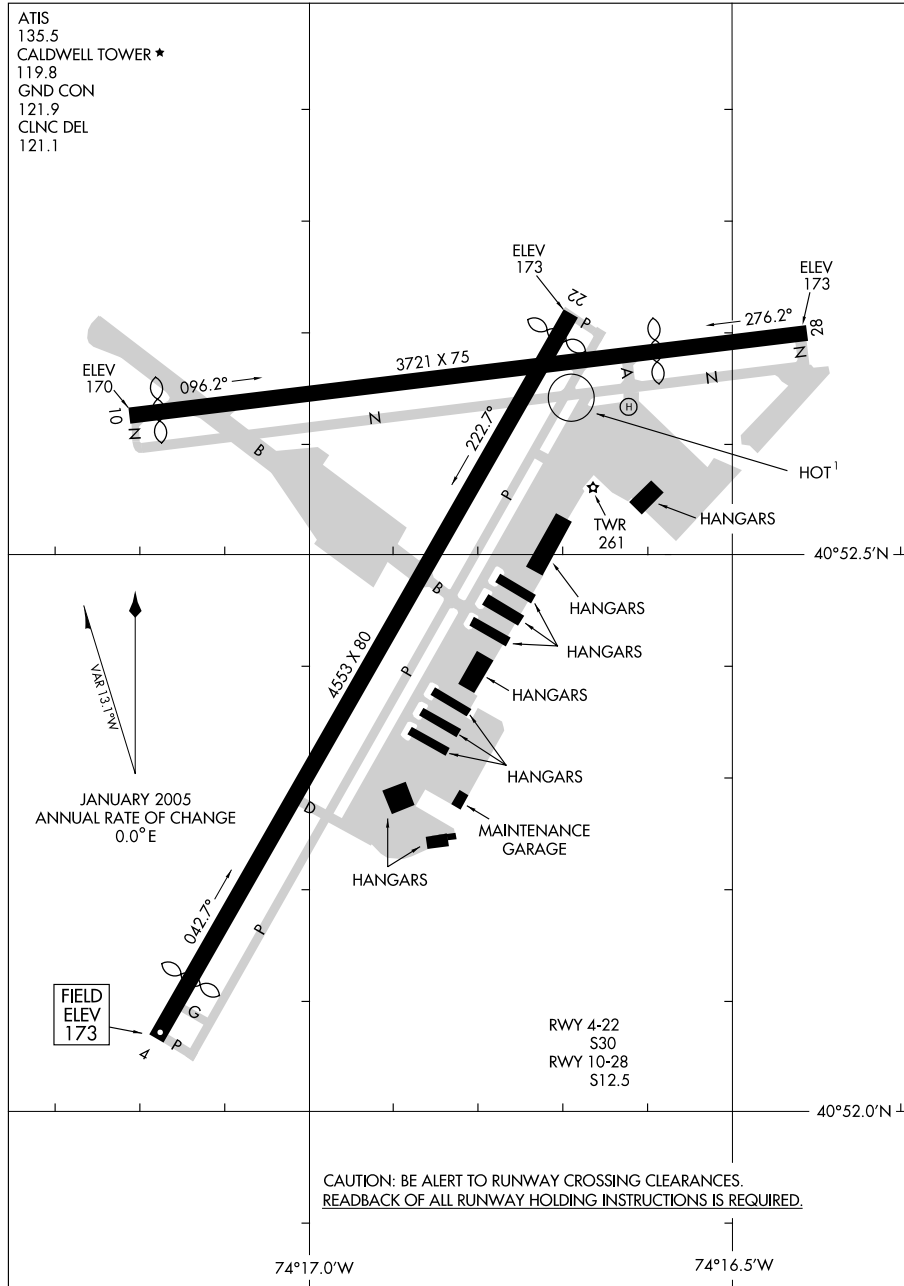 ATIS
135.5
CALDWELL TOWER ★
119.8
GND CON
121.9
CLNC DEL
121.1
ELEV
173
22
P
ELEV
173
276.2°
28
N
3721 X 75
ELEV
170
096.2°
10
N
A
N
H
N
B
222.7°
HOT 1
P
TWR
261
HANGARS
40°52.5'N
HANGARS
B
HANGARS
4553 X 80
P
HANGARS
VAR 13.1°W
HANGARS
JANUARY 2005
ANNUAL RATE OF CHANGE
0.0° E
D
MAINTENANCE
GARAGE
HANGARS
042.7°
P
FIELD
ELEV
173
G
P
4
RWY 4-22
S30
RWY 10-28
S12.5
40°52.0'N
CAUTION: BE ALERT TO RUNWAY CROSSING CLEARANCES.
READBACK OF ALL RUNWAY HOLDING INSTRUCTIONS IS REQUIRED.
74°17.0'W
74°16.5'W